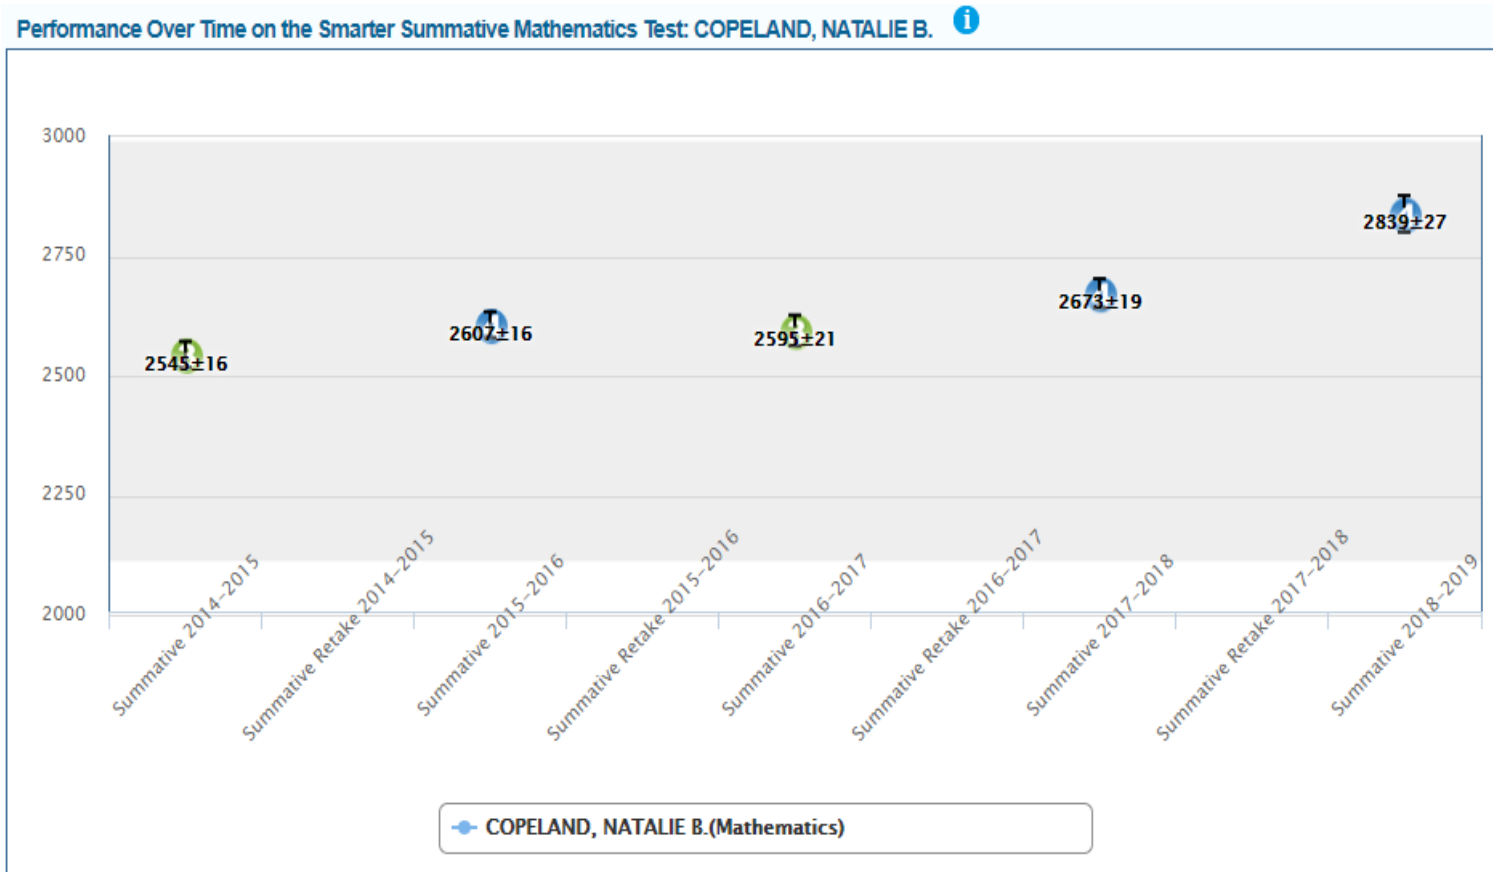 Performance Over Time on the Smarter Summative Mathematics Test: COPELAND, NATALIE B. i
3000
2750
2500
2250
2000
2545±16
2607±16
2595±21
2673±19
2839±27
Summative 2014-2015
Summative Retake 2014-2015
Summative 2015-2016
Summative Retake 2015-2016
Summative 2016-2017
Summative Retake 2016-2017
Summative 2017-2018
Summative Retake 2017-2018
Summative 2018-2019
COPELAND, NATALIE B.(Mathematics)